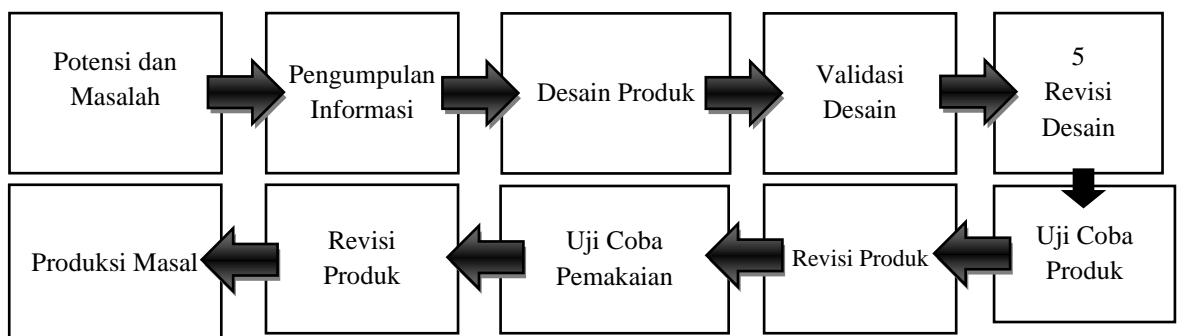 Potensi dan
Masalah
Pengumpulan
Informasi
Desain Produk
Validasi
Desain
5
Revisi
Desain
Uji Coba
Produk
Revisi Produk
Uji Coba
Pemakaian
Revisi
Produk
Produksi Masal